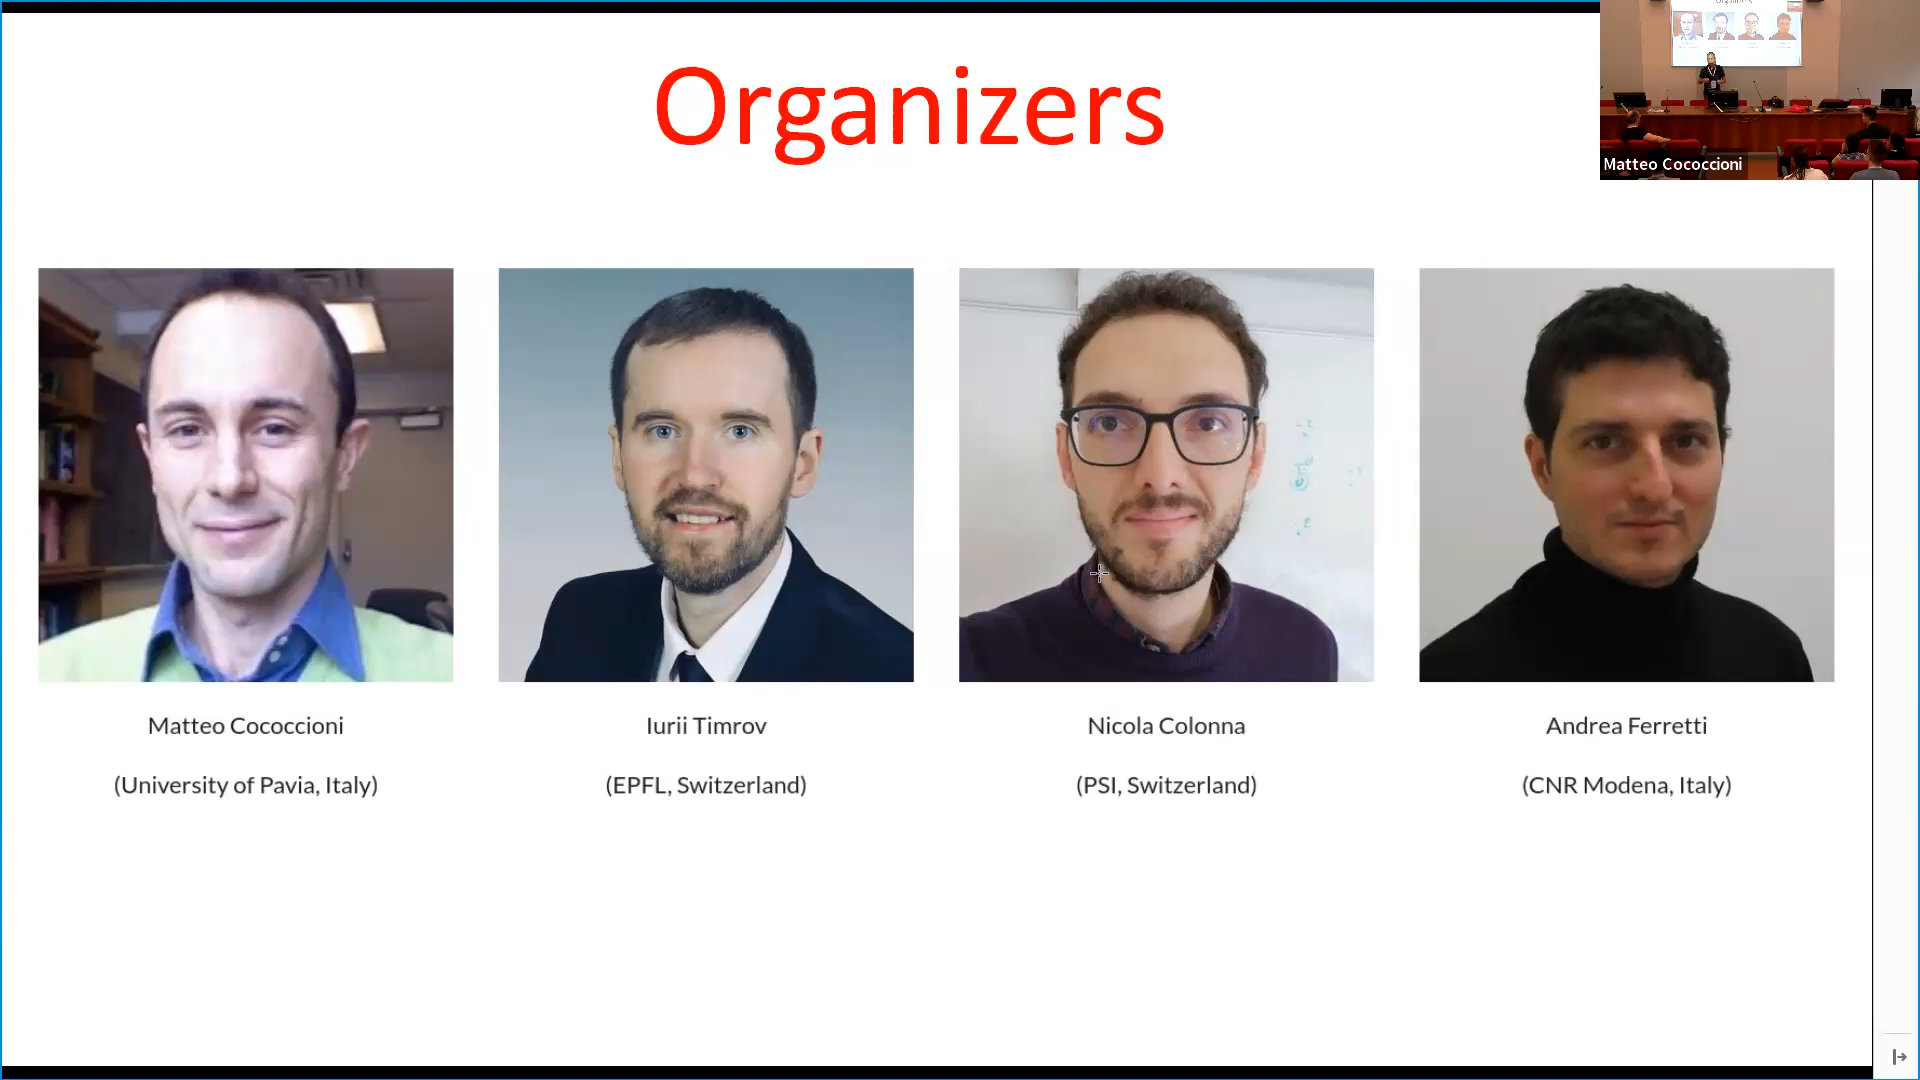 Organizers
Matteo Cococcioni
Matteo Cococcioni
(University of Pavia, Italy)
Iurii Timrov
(EPFL, Switzerland)
Nicola Colonna
(PSI, Switzerland)
Andrea Ferretti
(CNR Modena, Italy)